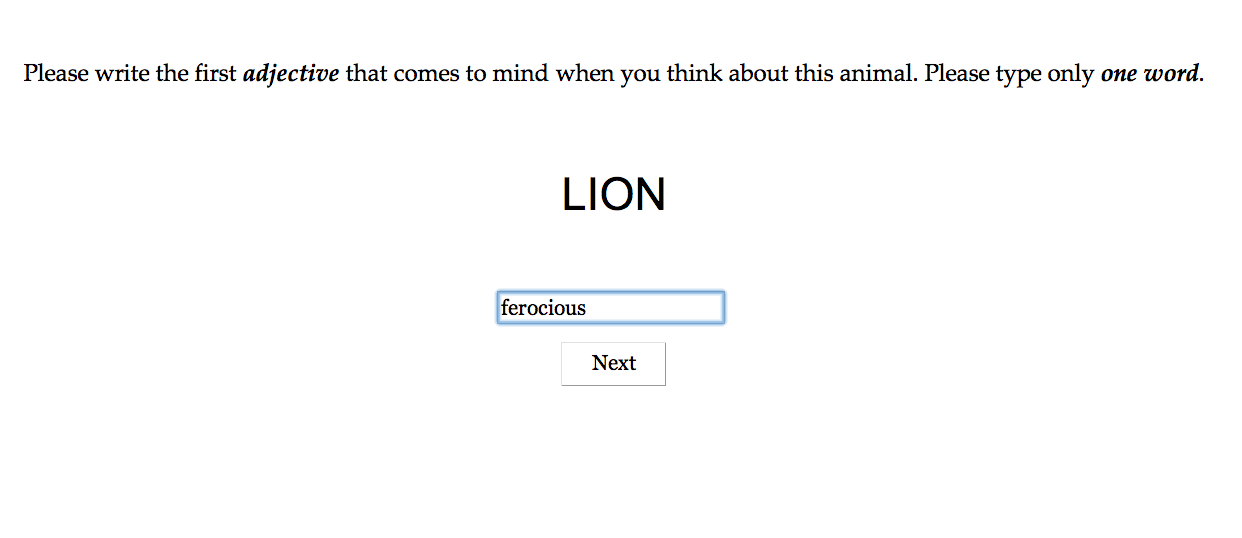 Please write the first adjective that comes to mind when you think about this animal. Please type only one word.
LION
ferocious
Next